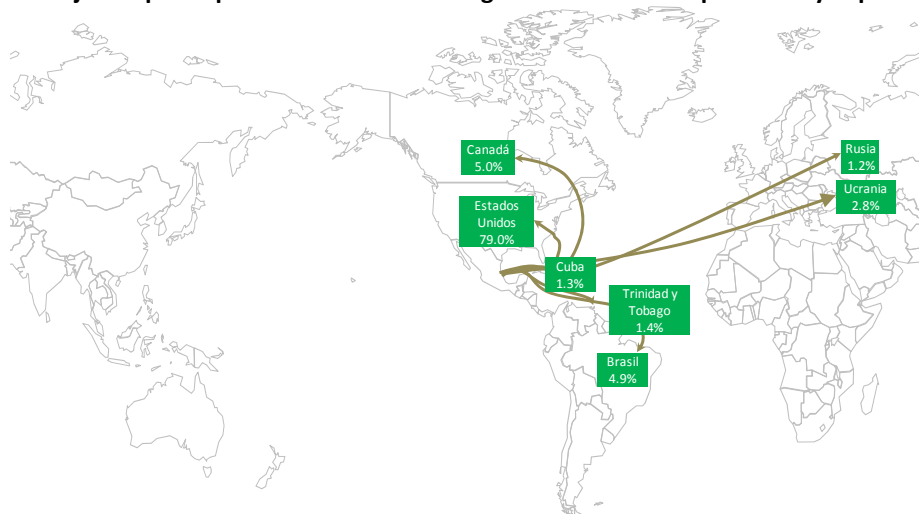 Canadá
5.0%
Rusia
1.2%
Ucrania
2.8%
Estados
Unidos
79.0%
Cuba
1.3%
Trinidad y
Tobago
1.4%
Brasil
4.9%